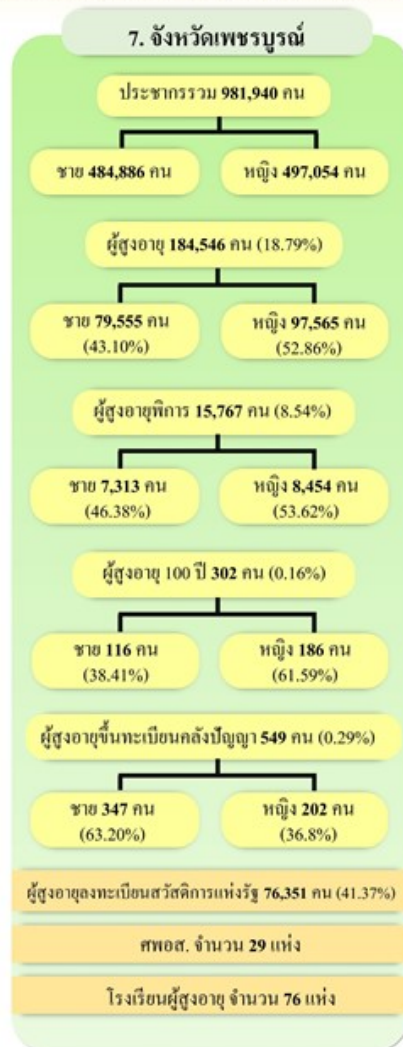 7. จังหวัดเพชรบูรณ์
ประชากรรวม 981,940 คน
ชาย 484,886 คน
หญิง 497,054 คน
ผู้สูงอายุ 184,546 คน (18.79%)
ชาย 79,555 คน
(43.10%)
หญิง 97,565 คน
(52.86%)
ผู้สูงอายุพิการ 15,767 คน (8.54%)
ชาย 7,313 คน
(46.38%)
หญิง 8,454 คน
(53.62%)
ผู้สูงอายุ 100 ปี 302 คน (0.16%)
ชาย 116 คน
(38.41%)
หญิง 186 คน
(61.59%)
ผู้สูงอายุขึ้นทะเบียนคลังปัญญา 549 คน (0.29%)
ชาย 347 คน
(63.20%)
หญิง 202 คน
(36.8%)
ผู้สูงอายุลงทะเบียนสวัสดิการแห่งรัฐ 76,351 คน (41.37%)
ศพอส. จำนวน 29 แห่ง
โรงเรียนผู้สูงอายุ จำนวน 76 แห่ง